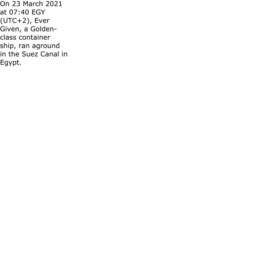 On 23 March 2021
at 07:40 EGY
(UTC+2), Ever
Given, a Golden-
class container
ship, ran aground
in the Suez Canal in
Egypt.